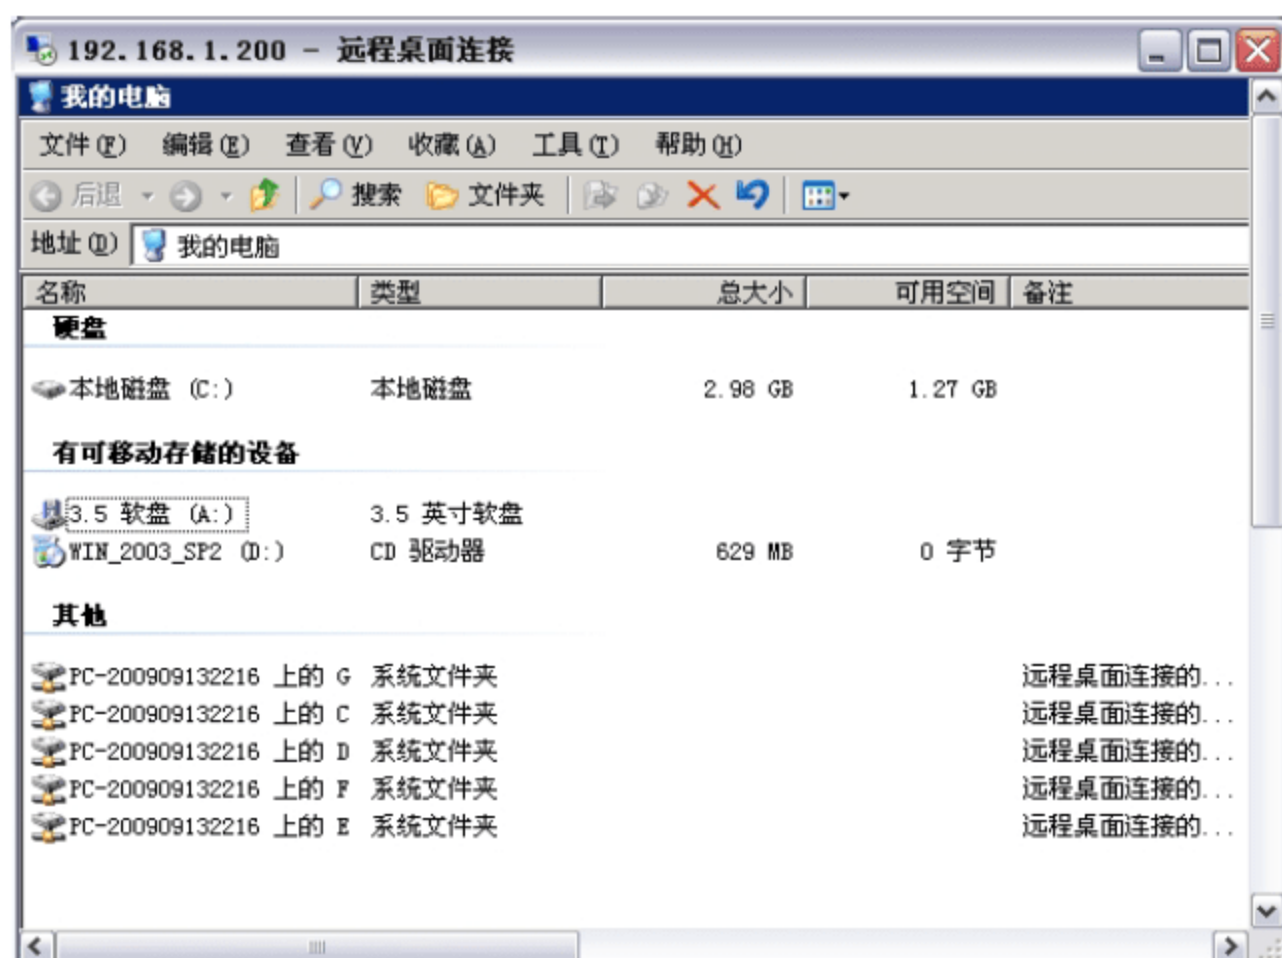 192.168.1.200 - 远程桌面连接
我的电脑
文件(F) 编辑(E) 查看(V) 收藏(A) 工具(T) 帮助(H)
后退 搜索 文件夹
地址(D) 我的电脑
名称 类型 总大小 可用空间 备注
硬盘
本地磁盘 (C:) 本地磁盘 2.98 GB 1.27 GB
有可移动存储的设备
3.5 软盘 (A:) 3.5 英寸软盘
WIN_2003_SP2 (D:) CD 驱动器 629 MB 0 字节
其他
PC-200909132216 上的 G 系统文件夹 远程桌面连接的...
PC-200909132216 上的 C 系统文件夹 远程桌面连接的...
PC-200909132216 上的 D 系统文件夹 远程桌面连接的...
PC-200909132216 上的 F 系统文件夹 远程桌面连接的...
PC-200909132216 上的 E 系统文件夹 远程桌面连接的...